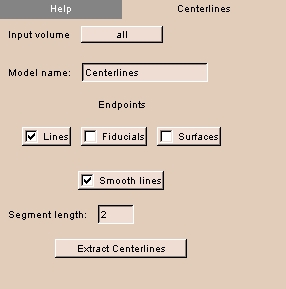 Help Centerlines
Input volume all
Model name: Centerlines
Endpoints
Lines Fiducials Surfaces
Smooth lines
Segment length: 2
Extract Centerlines